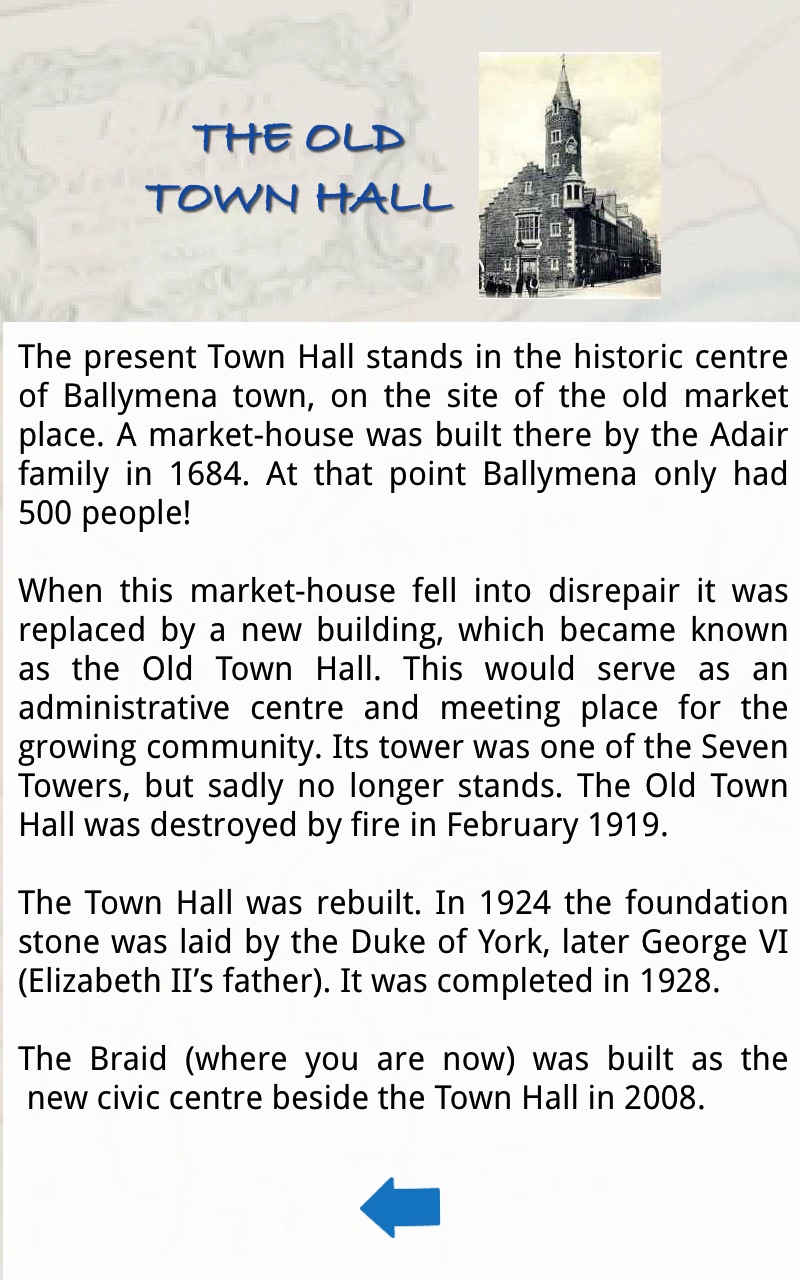 THE OLD
TOWN HALL
The present Town Hall stands in the historic centre
of Ballymena town, on the site of the old market
place. A market-house was built there by the Adair
family in 1684. At that point Ballymena only had
500 people!
When this market-house fell into disrepair it was
replaced by a new building, which became known
as the Old Town Hall. This would serve as an
administrative centre and meeting place for the
growing community. Its tower was one of the Seven
Towers, but sadly no longer stands. The Old Town
Hall was destroyed by fire in February 1919.
The Town Hall was rebuilt. In 1924 the foundation
stone was laid by the Duke of York, later George VI
(Elizabeth II’s father). It was completed in 1928.
The Braid (where you are now) was built as the
new civic centre beside the Town Hall in 2008.